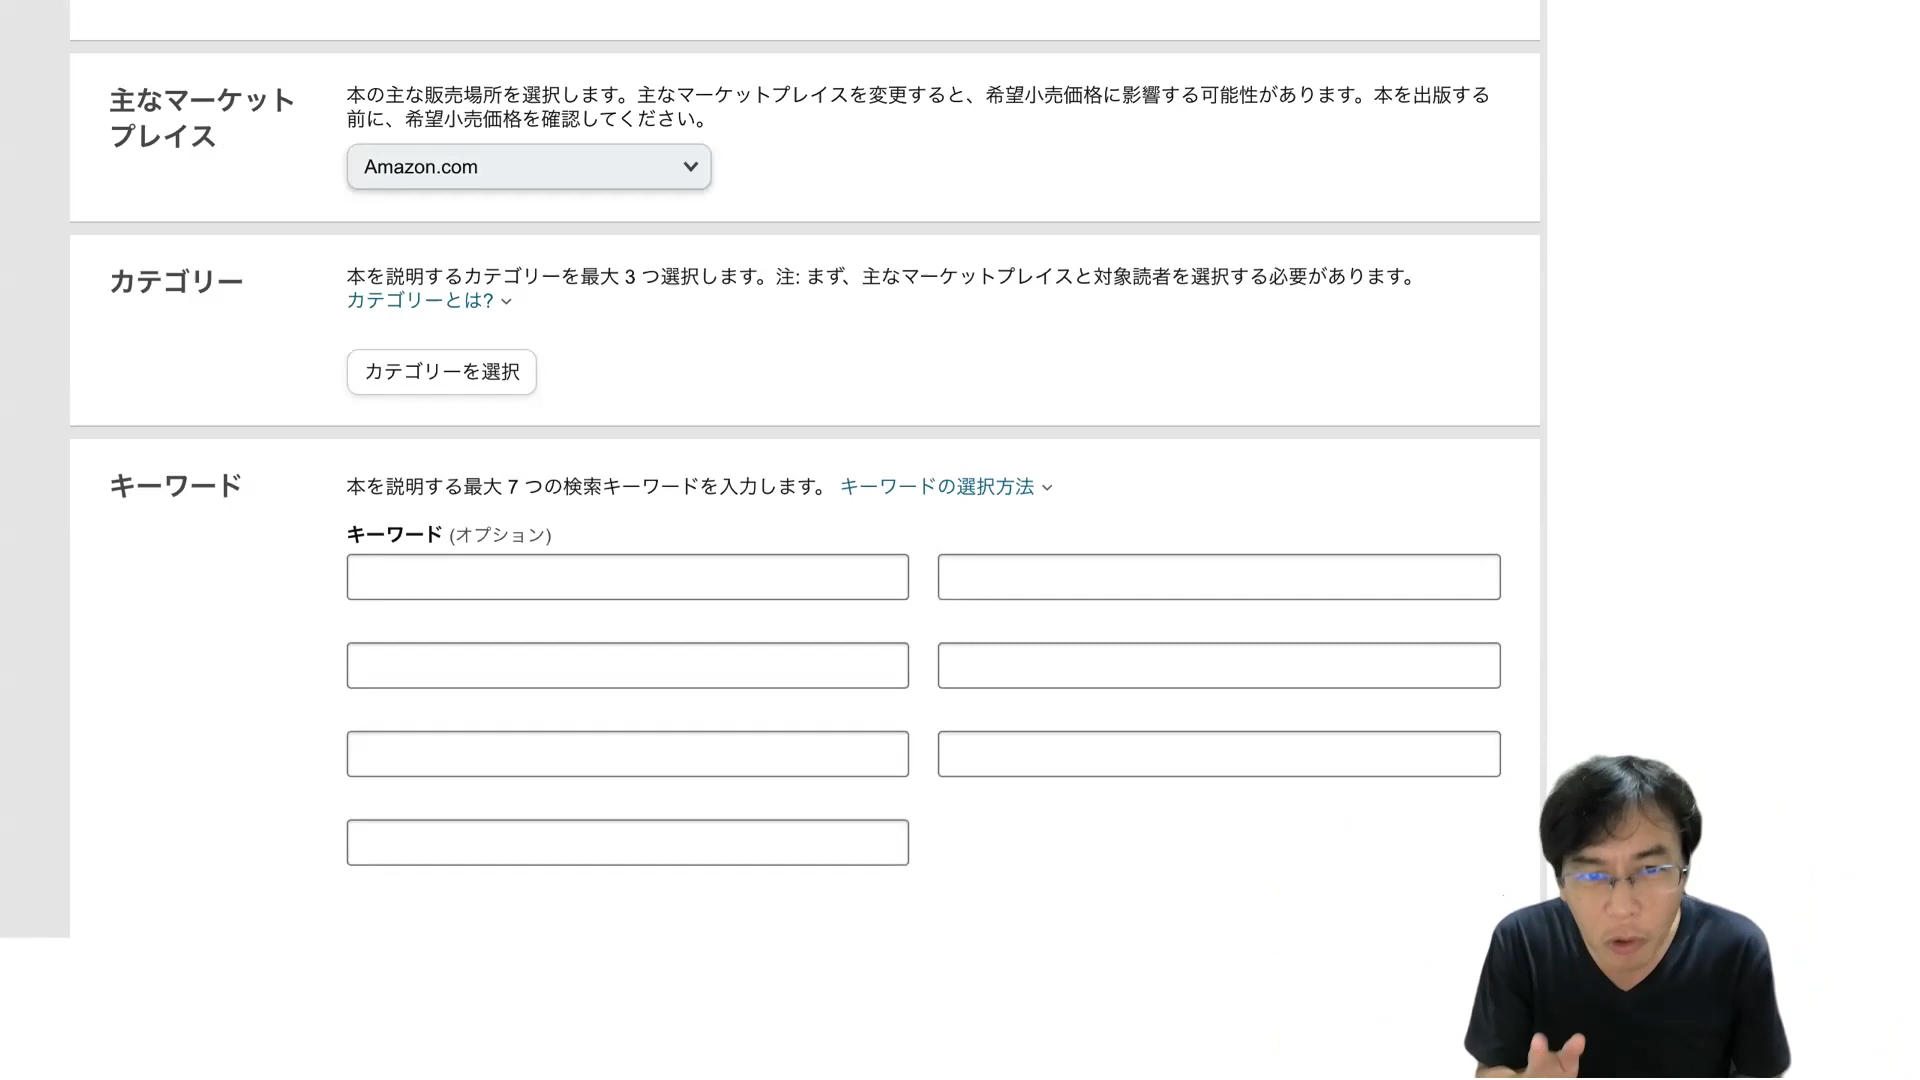 主なマーケット
プレイス
本の主な販売場所を選択します。主なマーケットプレイスを変更すると、希望小売価格に影響する可能性があります。本を出版する
前に、希望小売価格を確認してください。
Amazon.com
カテゴリー
本を説明するカテゴリーを最大 3 つ選択します。注: まず、主なマーケットプレイスと対象読者を選択する必要があります。
カテゴリーとは?
カテゴリーを選択
キーワード
本を説明する最大 7 つの検索キーワードを入力します。 キーワードの選択方法
キーワード (オプション)